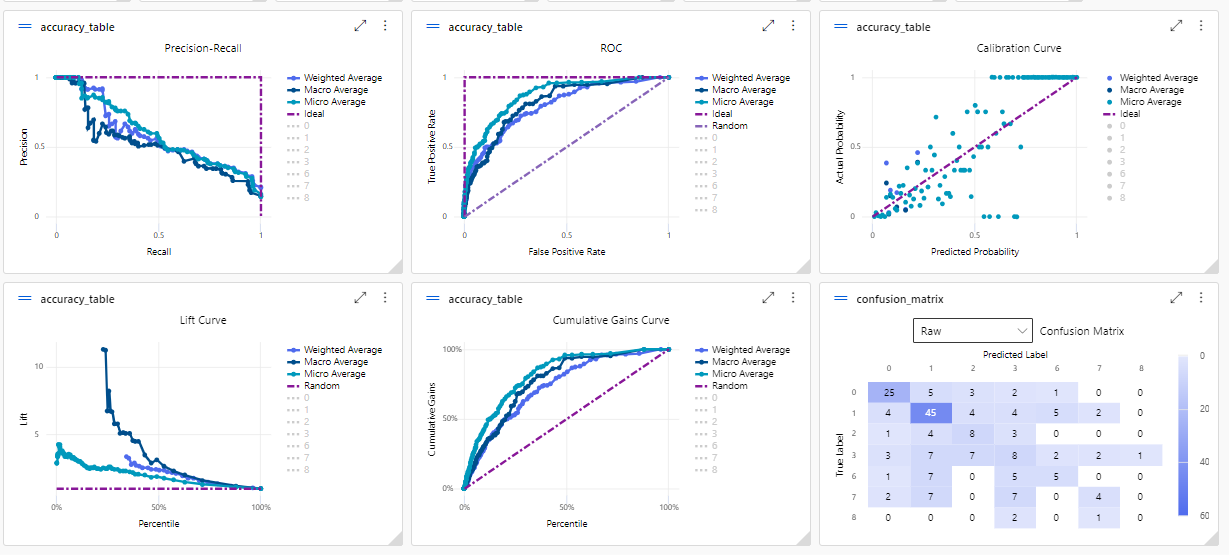 accuracy_table
Precision-Recall
Precision
1
0.5
0
0
0.5
1
Recall
Weighted Average
Macro Average
Micro Average
Ideal
0
1
2
3
6
7
8
accuracy_table
ROC
True Positive Rate
1
0.5
0
0
0.5
1
False Positive Rate
Weighted Average
Macro Average
Micro Average
Ideal
Random
0
1
2
3
6
7
8
accuracy_table
Calibration Curve
Actual Probability
1
0.5
0
0
0.5
1
Predicted Probability
Weighted Average
Macro Average
Micro Average
Ideal
0
1
2
3
6
7
8
accuracy_table
Lift Curve
Lift
10
5
0%
50%
100%
Percentile
Weighted Average
Macro Average
Micro Average
Random
0
1
2
3
6
7
8
accuracy_table
Cumulative Gains Curve
Cumulative Gains
100%
50%
0%
0%
50%
100%
Percentile
Weighted Average
Macro Average
Micro Average
Random
0
1
2
3
6
7
8
confusion_matrix
Raw
Confusion Matrix
Predicted Label
0 1 2 3 6 7 8
True Label
0 25 5 3 2 1 0 0
1 4 45 4 4 5 2 0
2 1 4 8 3 0 0 0
3 3 7 7 8 2 2 1
6 1 7 0 5 5 0 0
7 2 7 0 7 0 4 0
8 0 0 0 2 0 1 0
0
20
40
60